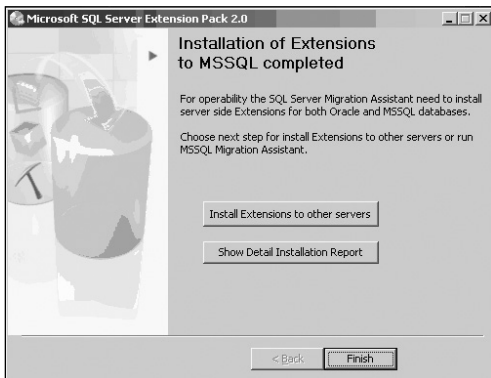 Microsoft SQL Server Extension Pack 2.0
Installation of Extensions
to MSSQL completed
For operability the SQL Server Migration Assistant need to install
server side Extensions for both Oracle and MSSQL databases.
Choose next step for install Extensions to other servers or run
MSSQL Migration Assistant.
Install Extensions to other servers
Show Detail Installation Report
< Back
Finish